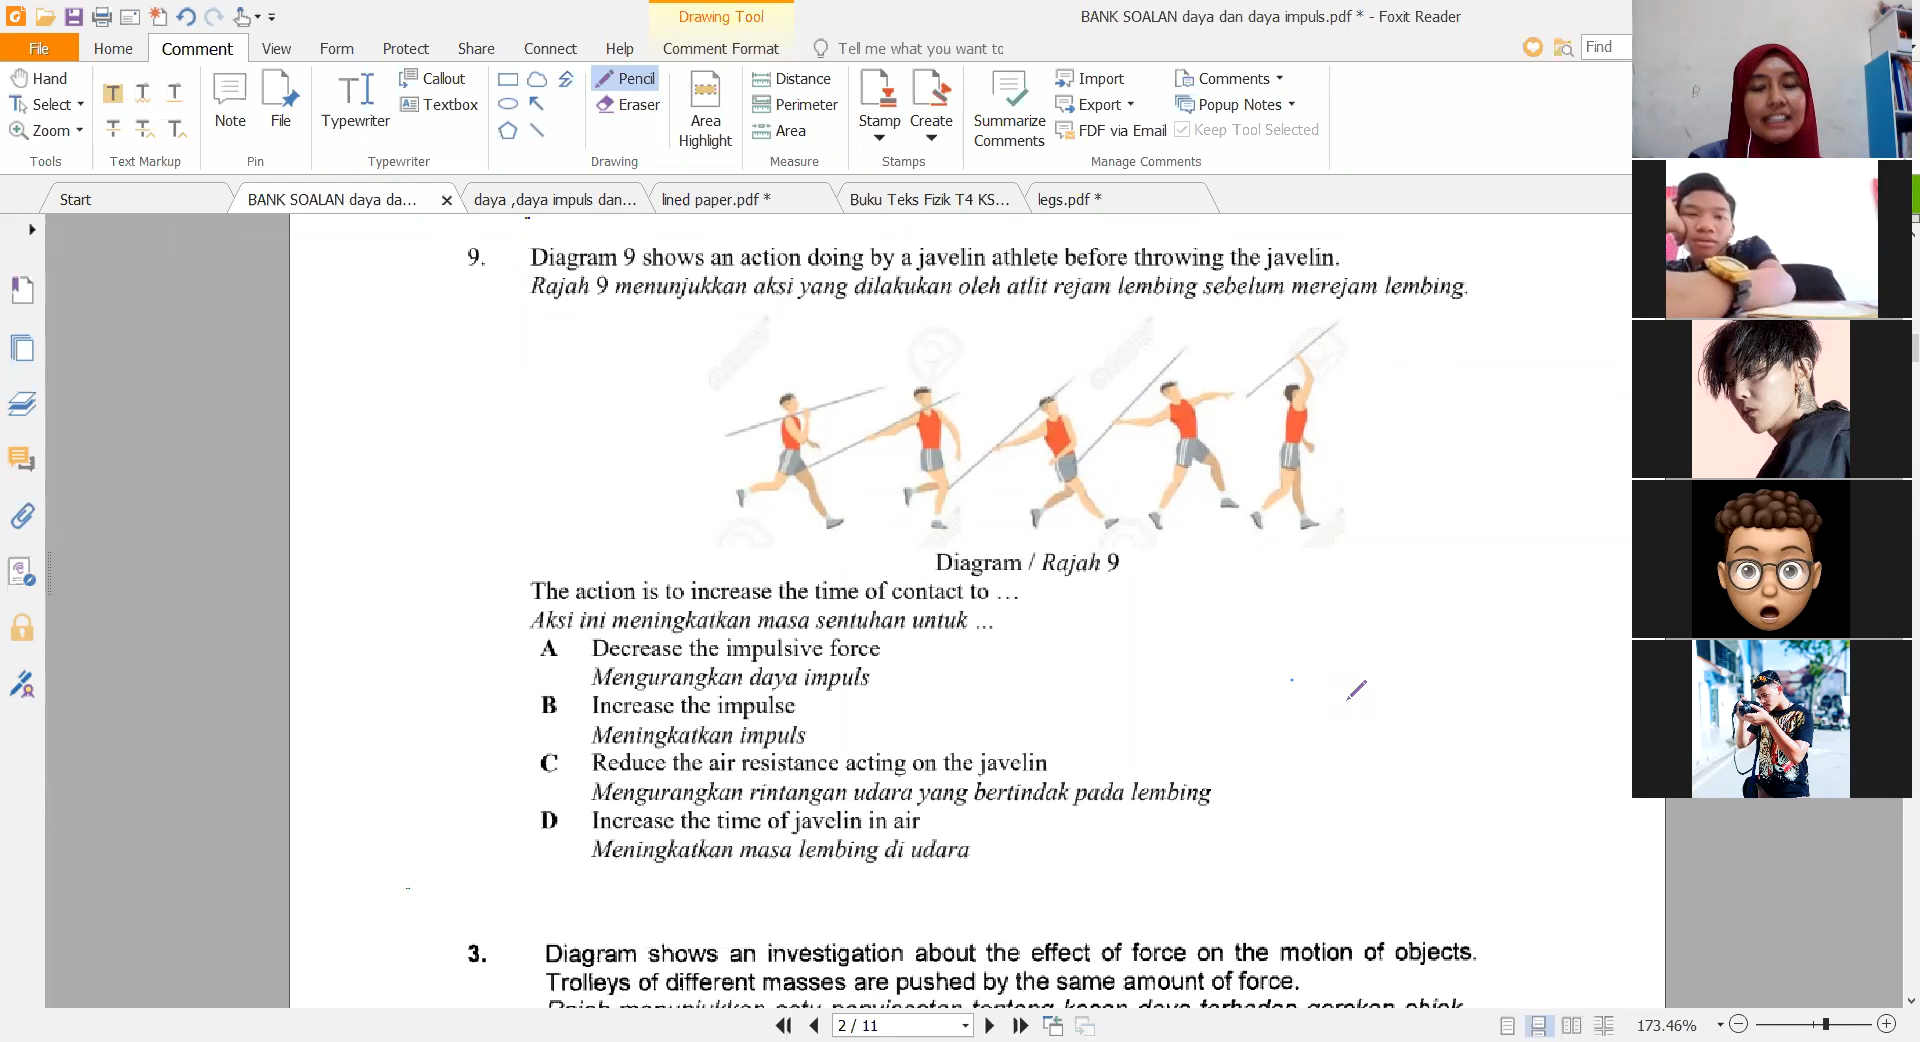 BANK SOALAN daya dan daya impuls.pdf * - Foxit Reader
Drawing Tool
File Home Comment View Form Protect Share Connect Help Comment Format Tell me what you want to Find
Hand
Select
Zoom
Tools
Text Markup
Note
File
Pin
Typewriter
Callout
Textbox
Typewriter
Pencil
Eraser
Area
Highlight
Drawing
Distance
Perimeter
Area
Measure
Stamp
Create
Stamps
Summarize
Comments
Import
Export
FDF via Email
Comments
Popup Notes
Keep Tool Selected
Manage Comments
Start
BANK SOALAN daya da...
daya ,daya impuls dan...
lined paper.pdf *
Buku Teks Fizik T4 KS...
legs.pdf *
9. Diagram 9 shows an action doing by a javelin athlete before throwing the javelin.
Rajah 9 menunjukkan aksi yang dilakukan oleh atlit rejam lembing sebelum merejam lembing.
Diagram / Rajah 9
The action is to increase the time of contact to …
Aksi ini meningkatkan masa sentuhan untuk …
A Decrease the impulsive force
Mengurangkan daya impuls
B Increase the impulse
Meningkatkan impuls
C Reduce the air resistance acting on the javelin
Mengurangkan rintangan udara yang bertindak pada lembing
D Increase the time of javelin in air
Meningkatkan masa lembing di udara
3. Diagram shows an investigation about the effect of force on the motion of objects.
Trolleys of different masses are pushed by the same amount of force.
Rajah menunjukkan satu penyiasatan tentang kesan daya terhadap gerakan objek.
2 / 11
173.46%